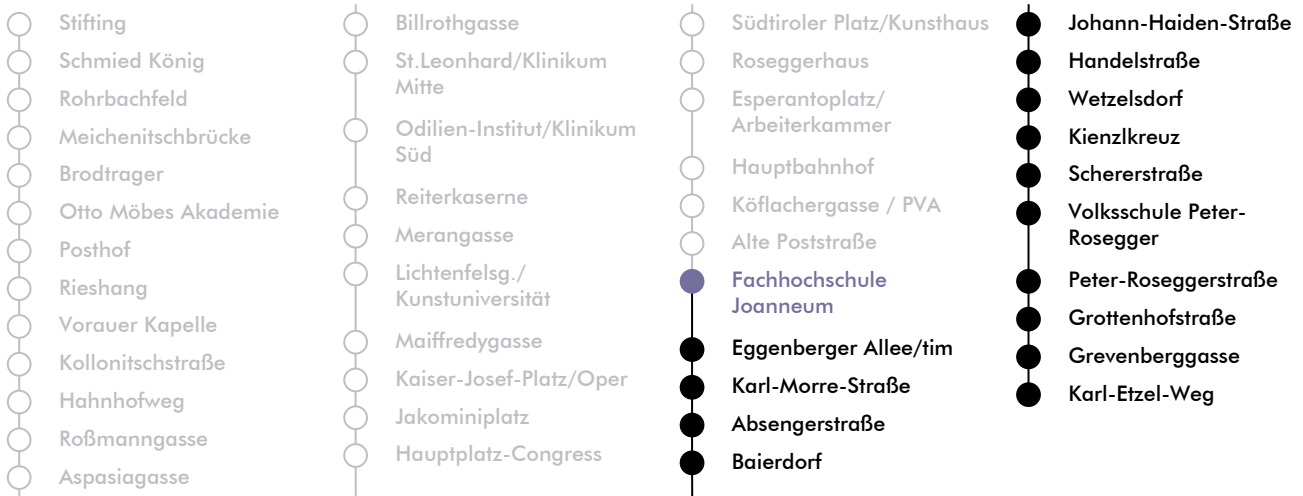 Stifting
Schmied König
Rohrbachfeld
Meichenitschbrücke
Brodtrager
Otto Möbes Akademie
Posthof
Rieshang
Vorauer Kapelle
Kollonitschstraße
Hahnhofweg
Roßmanngasse
Aspasiagasse
Billrothgasse
St.Leonhard/Klinikum
Mitte
Odilien-Institut/Klinikum
Süd
Reiterkaserne
Merangasse
Lichtenfelsg./
Kunstuniversität
Maiffredygasse
Kaiser-Josef-Platz/Oper
Jakominiplatz
Hauptplatz-Congress
Südtiroler Platz/Kunsthaus
Roseggerhaus
Esperantoplatz/
Arbeiterkammer
Hauptbahnhof
Köflachergasse / PVA
Alte Poststraße
Fachhochschule
Joanneum
Eggenberger Allee/tim
Karl-Morre-Straße
Absengerstraße
Baierdorf
Johann-Haiden-Straße
Handelstraße
Wetzelsdorf
Kienzlkreuz
Schererstraße
Volksschule Peter-
Rosegger
Peter-Roseggerstraße
Grottenhofstraße
Grevenberggasse
Karl-Etzel-Weg